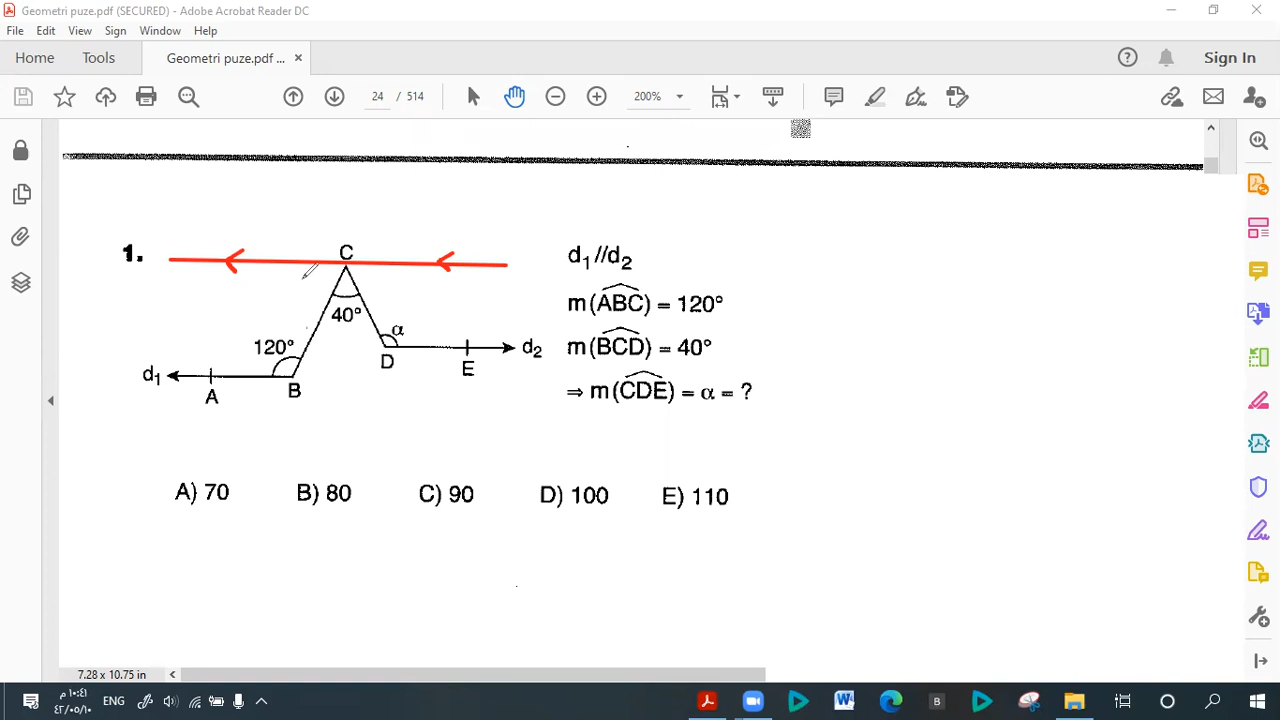 Geometri puze.pdf (SECURED) - Adobe Acrobat Reader DC
File Edit View Sign Window Help
Home Tools Geometri puze.pdf ... × Sign In
24 / 514 200%
1.
C
40°
120°
α
d₁
A
B
D
E
d₂
d₁//d₂
m(ABC) = 120°
m(BCD) = 40°
⇒ m(CDE) = α = ?
A) 70 B) 80 C) 90 D) 100 E) 110
7.28 x 10.75 in
ENG